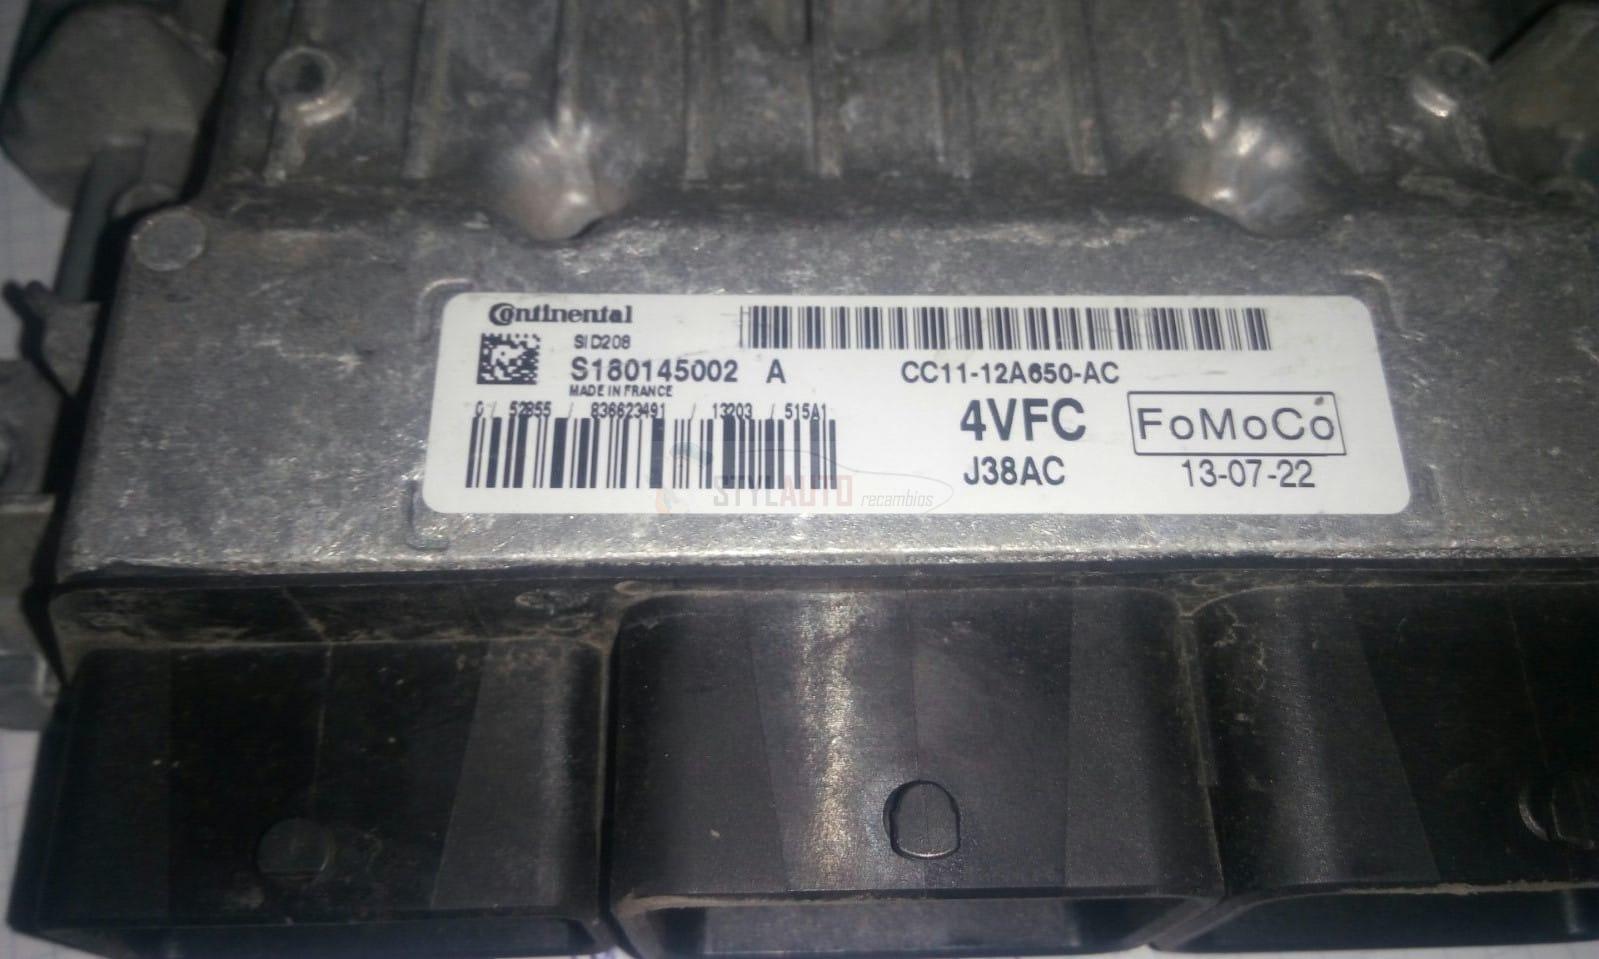 Continental
SID208
S180145002 A
MADE IN FRANCE
0 / 52855 / 836623491 / 13203 / 515A1
CC11-12A650-AC
4VFC
FoMoCo
J38AC
13-07-22
STYLAUTO recambios